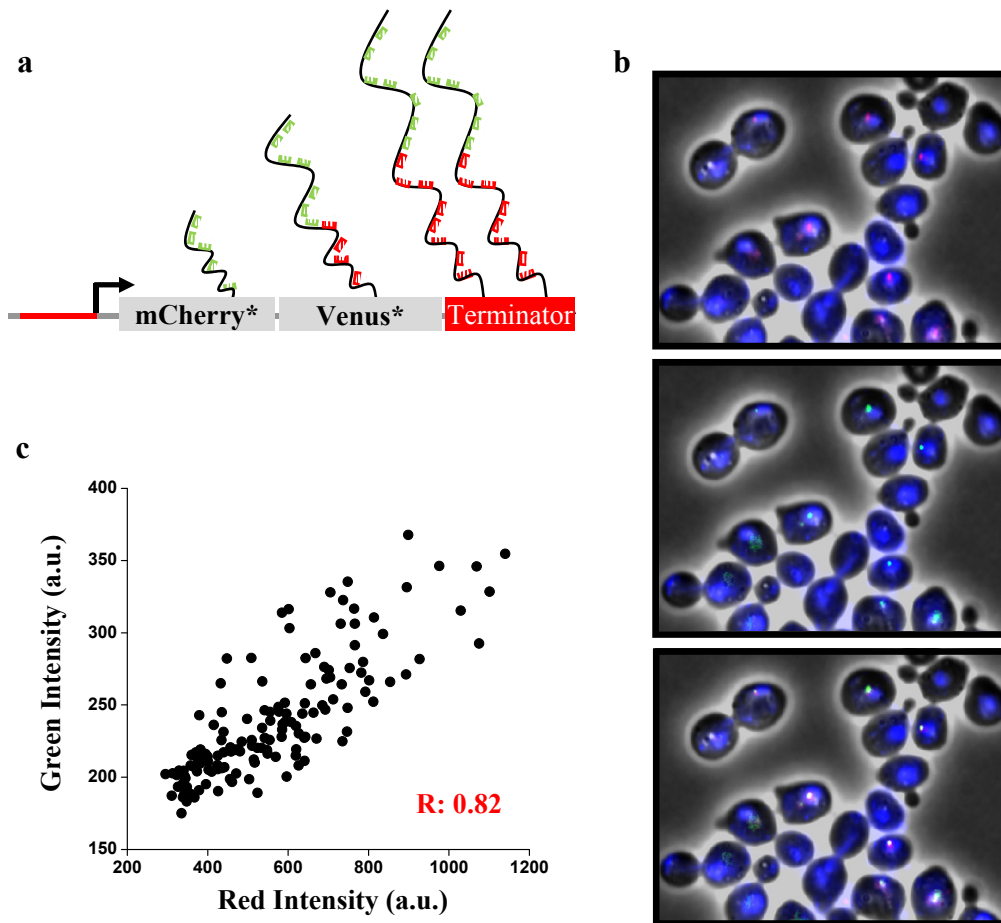 a
mCherry*
Venus*
Terminator
b
c
Green Intensity (a.u.)
400
350
300
250
200
150
R: 0.82
200
400
600
800
1000
1200
Red Intensity (a.u.)